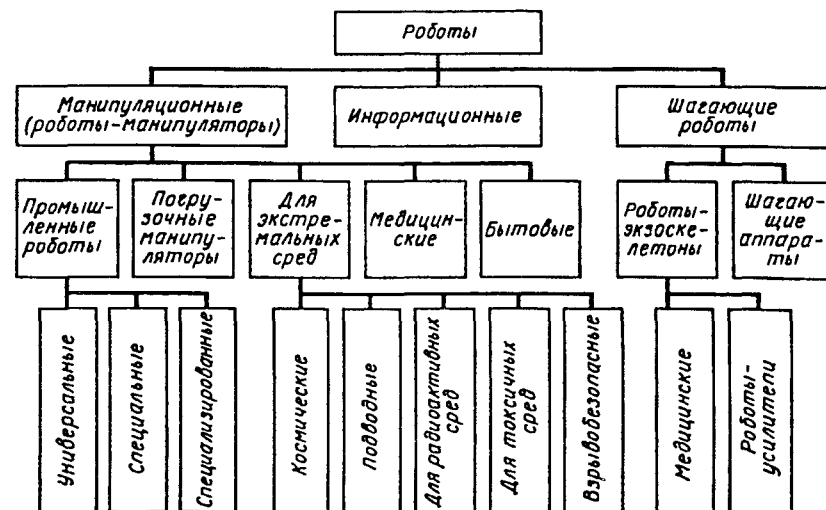 Роботы
Манипуляционные
(роботы-манипуляторы)
Информационные
Шагающие
роботы
Промыш-
ленные
роботы
Погру-
зочные
манипу-
ляторы
Для
экстре-
мальных
сред
Медицин-
ские
Бытовые
Роботы-
экзоске-
летоны
Шагаю-
щие
аппара-
ты
Универсальные
Специальные
Специализированные
Космические
Подводные
Для радиоактивных
сред
Для токсичных
сред
Взрывобезопасные
Медицинские
Роботы-
усилители